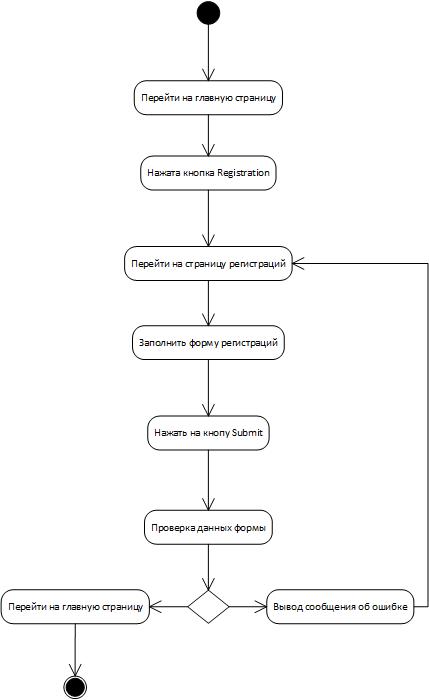 Перейти на главную страницу
Нажата кнопка Registration
Перейти на страницу регистраций
Заполнить форму регистраций
Нажать на кнопу Submit
Проверка данных формы
Перейти на главную страницу
Вывод сообщения об ошибке